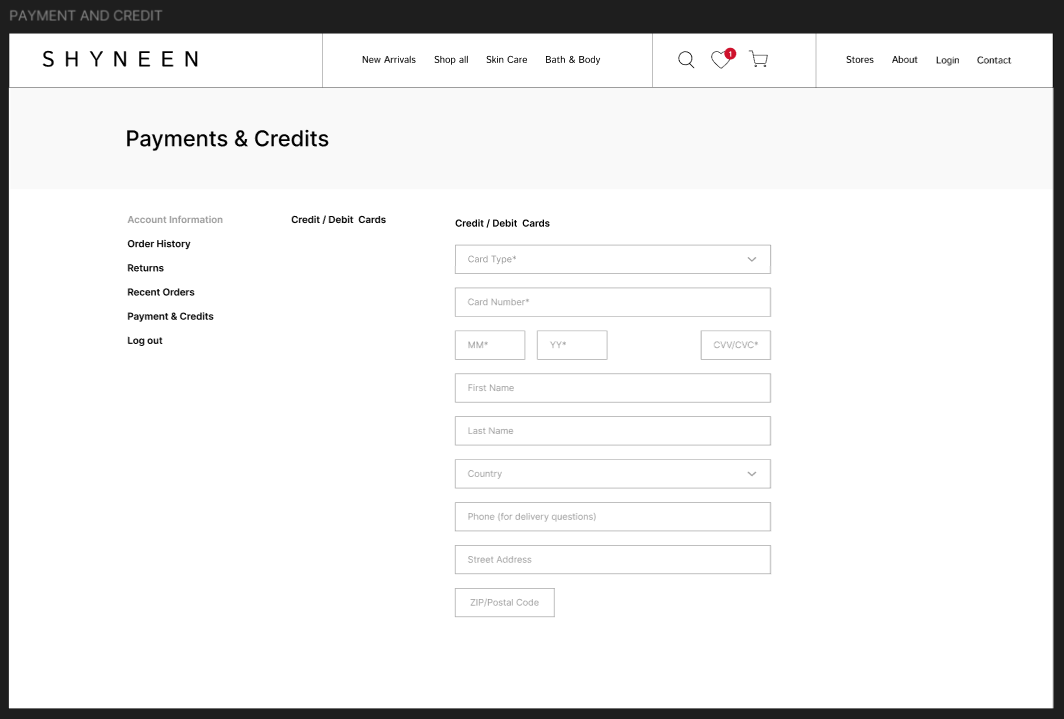 PAYMENT AND CREDIT
SHYNEEN
New Arrivals Shop all Skin Care Bath & Body
1
Stores About Login Contact
Payments & Credits
Account Information
Order History
Returns
Recent Orders
Payment & Credits
Log out
Credit / Debit Cards
Credit / Debit Cards
Card Type*
Card Number*
MM* YY* CVV/CVC*
First Name
Last Name
Country
Phone (for delivery questions)
Street Address
ZIP/Postal Code